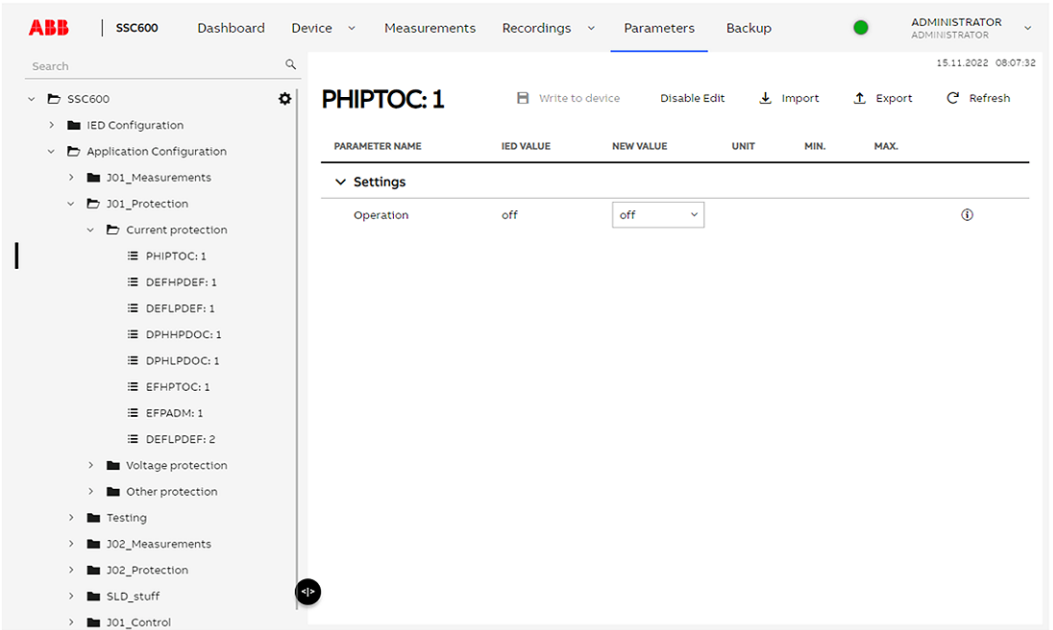 ABB SSC600 Dashboard Device Measurements Recordings Parameters Backup ADMINISTRATOR
ADMINISTRATOR
Search
15.11.2022 08:07:32
SSC600
IED Configuration
Application Configuration
J01_Measurements
J01_Protection
Current protection
PHIPTOC: 1
DEFHPDEF: 1
DEFLPDEF: 1
DPHHPDOC: 1
DPHLPDOC: 1
EFHPTOC: 1
EFPADM: 1
DEFLPDEF: 2
Voltage protection
Other protection
Testing
J02_Measurements
J02_Protection
SLD_stuff
J01_Control
PHIPTOC: 1 Write to device Disable Edit Import Export Refresh
PARAMETER NAME IED VALUE NEW VALUE UNIT MIN. MAX.
Settings
Operation off off